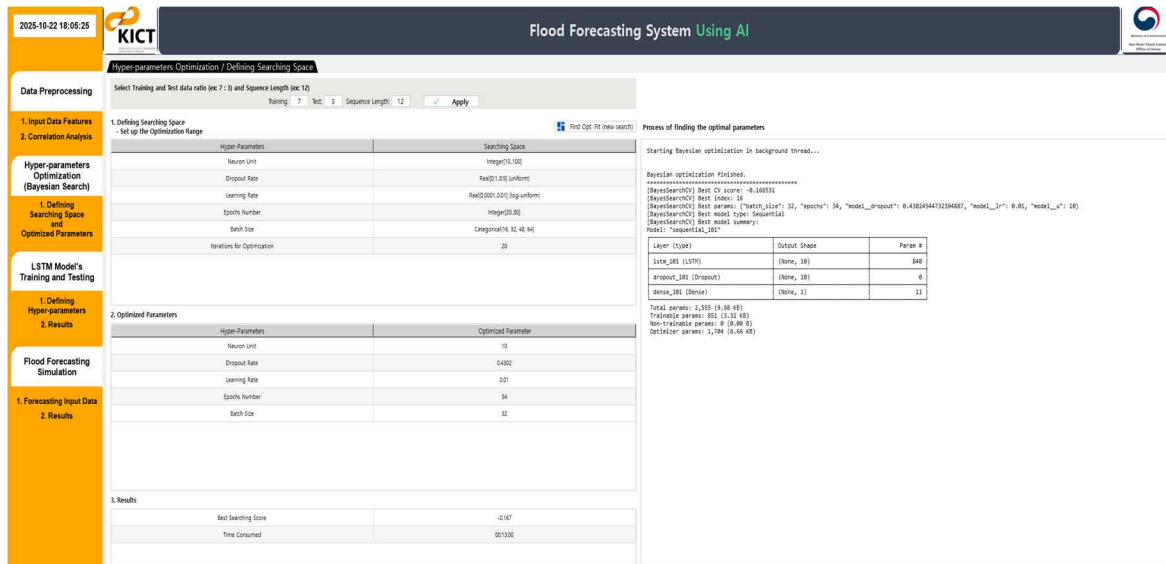 2025-10-22 18:05:25
KICT
Flood Forecasting System Using AI
Data Preprocessing
1. Input Data Features
2. Correlation Analysis
Hyper-parameters
Optimization
(Bayesian Search)
1. Defining
Searching Space
and
Optimized Parameters
LSTM Model's
Training and Testing
1. Defining
Hyper-parameters
2. Results
Flood Forecasting
Simulation
1. Forecasting Input Data
2. Results
Hyper-parameters Optimization / Defining Searching Space
Select Training and Test data ratio (ex: 7 : 3) and Squence Length (ex: 12)
Training: 7 Test: 3 Sequence Length: 12 ✓ Apply
1. Defining Searching Space
- Set up the Optimization Range
First Opt. Fit (new search)
Hyper-Parameters Searching Space
Neuron Unit Integer[10,100]
Dropout Rate Real[0.1,0.5] (uniform)
Learning Rate Real[0.0001,0.01] (log-uniform)
Epochs Number Integer[20,80]
Batch Size Categorical[16, 32, 48, 64]
Iterations for Optimization 20
2. Optimized Parameters
Hyper-Parameters Optimized Parameter
Neuron Unit 10
Dropout Rate 0.4302
Learning Rate 0.01
Epochs Number 34
Batch Size 32
3. Results
Best Searching Score -0.167
Time Consumed 00:13:00
Process of finding the optimal parameters
Starting Bayesian optimization in background thread...
Bayesian optimization finished.
[BayesSearchCV] Best CV score: -0.166531
[BayesSearchCV] Best index: 16
[BayesSearchCV] Best params: {"batch_size": 32, "epochs": 34, "model__dropout": 0.43024544732394887, "model__lr": 0.01, "model__u": 10}
[BayesSearchCV] Best model type: Sequential
[BayesSearchCV] Best model summary:
Model: "sequential_101"
Layer (type) Output Shape Param #
lstm_101 (LSTM) (None, 10) 840
dropout_101 (Dropout) (None, 10) 0
dense_101 (Dense) (None, 1) 11
Total params: 2,555 (9.98 KB)
Trainable params: 851 (3.32 KB)
Non-trainable params: 0 (0.00 B)
Optimizer params: 1,704 (6.66 KB)